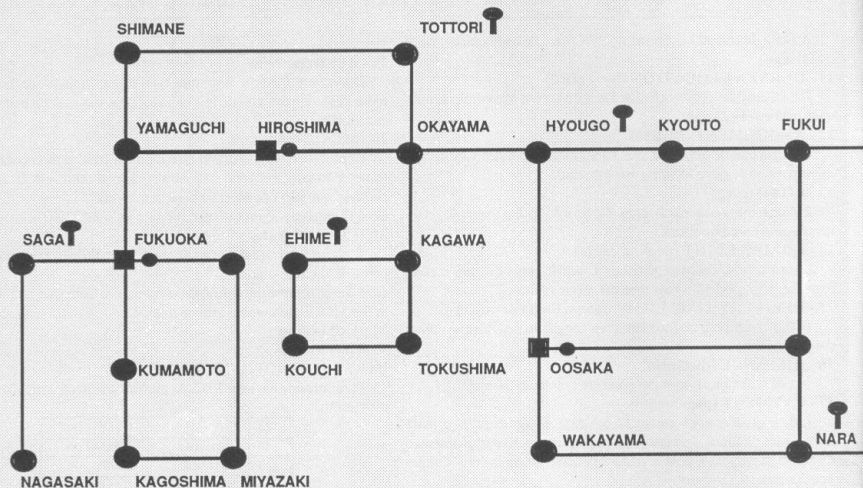 SHIMANE TOTTORI
YAMAGUCHI HIROSHIMA OKAYAMA HYOUGO KYOUTO FUKUI
SAGA FUKUOKA EHIME KAGAWA
KUMAMOTO KOUCHI TOKUSHIMA OOSAKA
WAKAYAMA NARA
NAGASAKI KAGOSHIMA MIYAZAKI